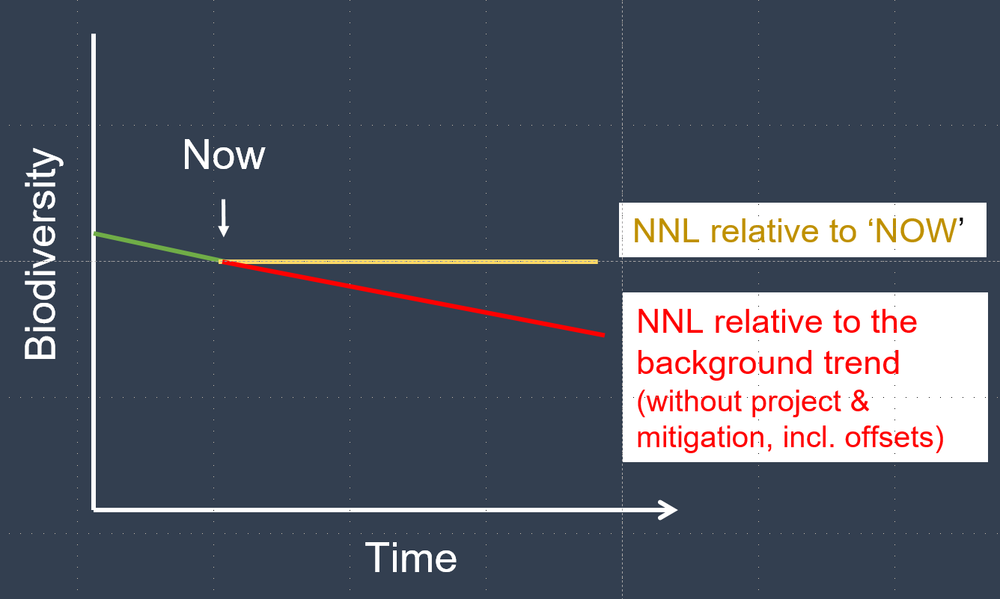 Now
Biodiversity
NNL relative to ‘NOW’
NNL relative to the
background trend
(without project &
mitigation, incl. offsets)
Time